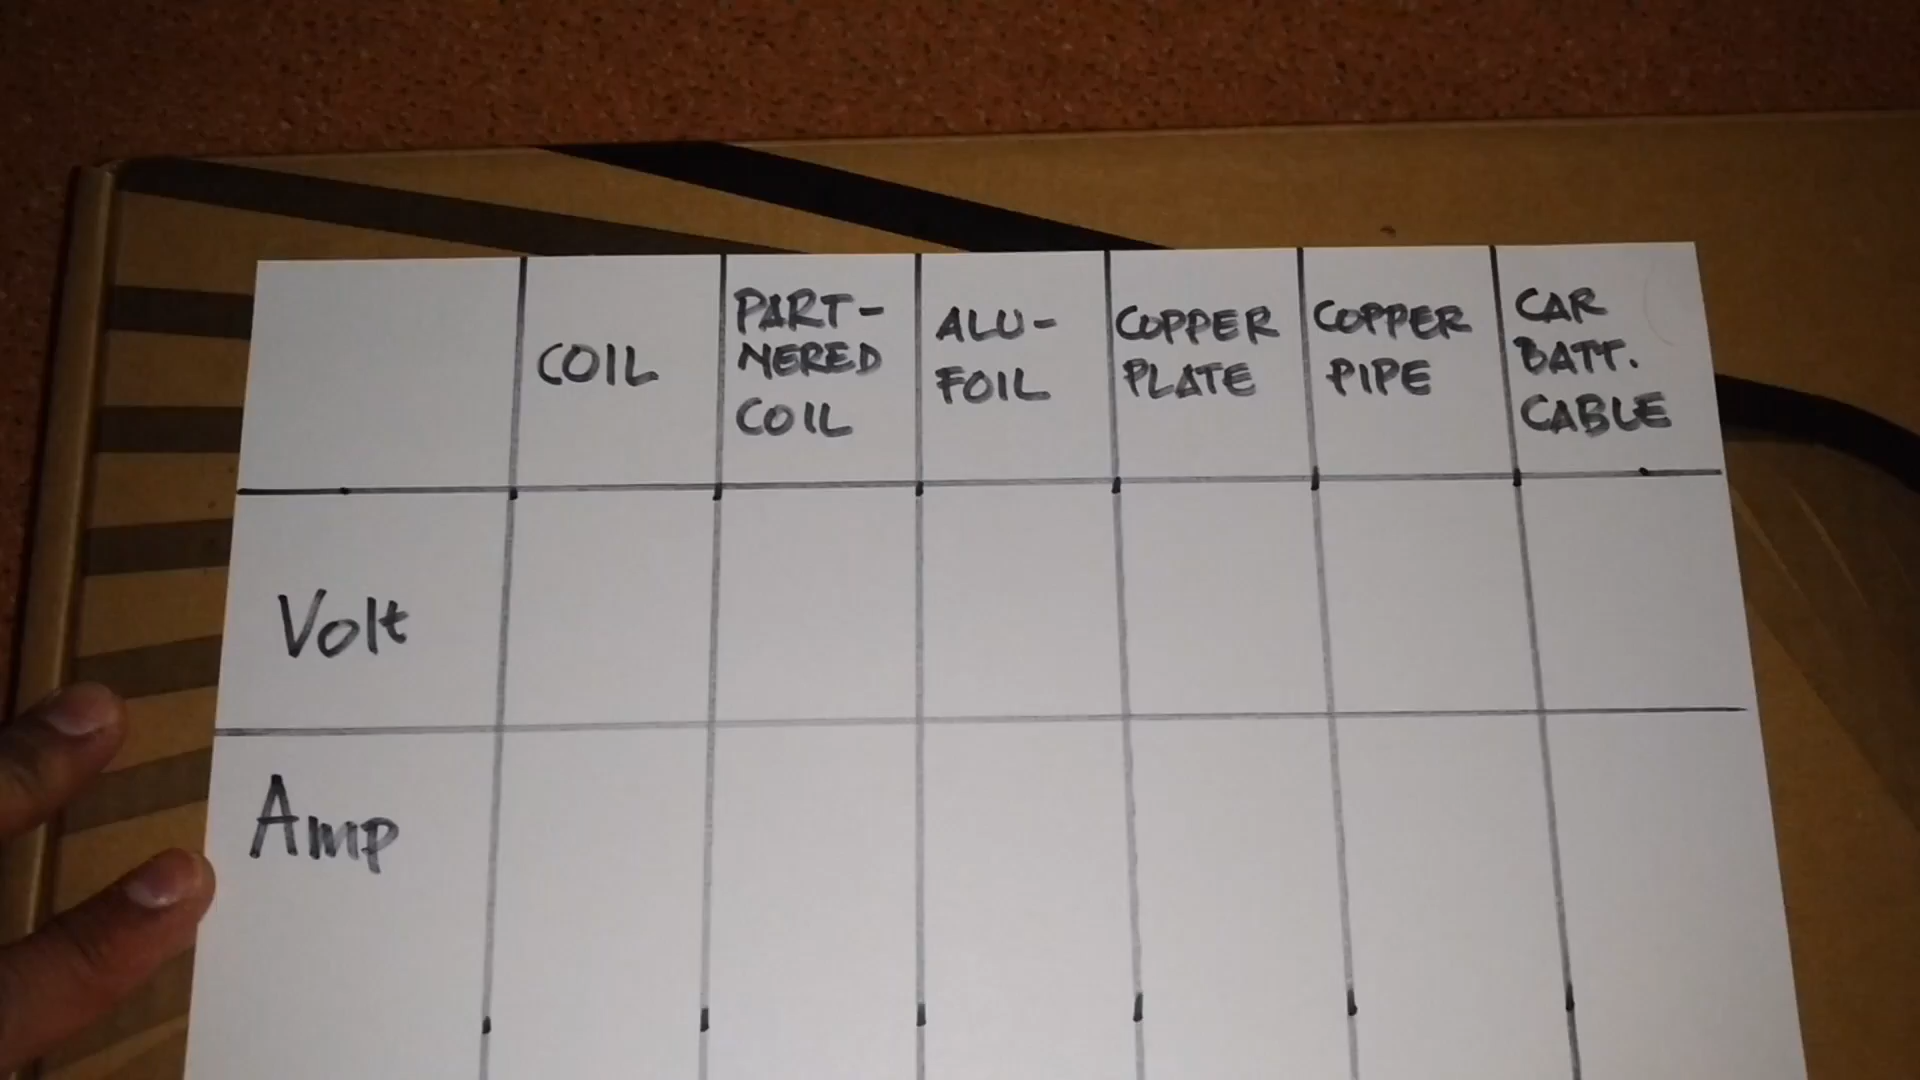 COIL
PART-
NERED
COIL
ALU-
FOIL
COPPER
PLATE
COPPER
PIPE
CAR
BATT.
CABLE
Volt
Amp